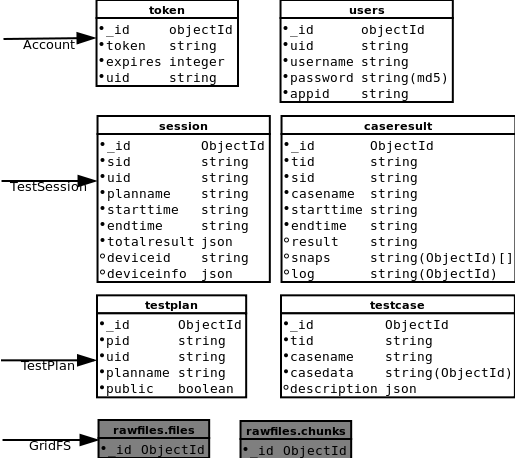 token
•_id objectId
•token string
•expires integer
•uid string
Account
users
•_id objectid
•uid string
•username string
•password string(md5)
•appid string
session
•_id ObjectId
•sid string
•uid string
•planname string
•starttime string
•endtime string
•totalresult json
◦deviceid string
◦deviceinfo json
TestSession
caseresult
•_id ObjectId
•tid string
•sid string
•casename string
•starttime string
•endtime string
◦result string
◦snaps string(ObjectId)[]
◦log string(ObjectId)
testplan
•_id ObjectId
•pid string
•uid string
•planname string
•public boolean
TestPlan
testcase
•_id ObjectId
•tid string
•casename string
•casedata string(ObjectId)
◦description json
GridFS
rawfiles.files
•_id ObjectId
rawfiles.chunks
•_id ObjectId